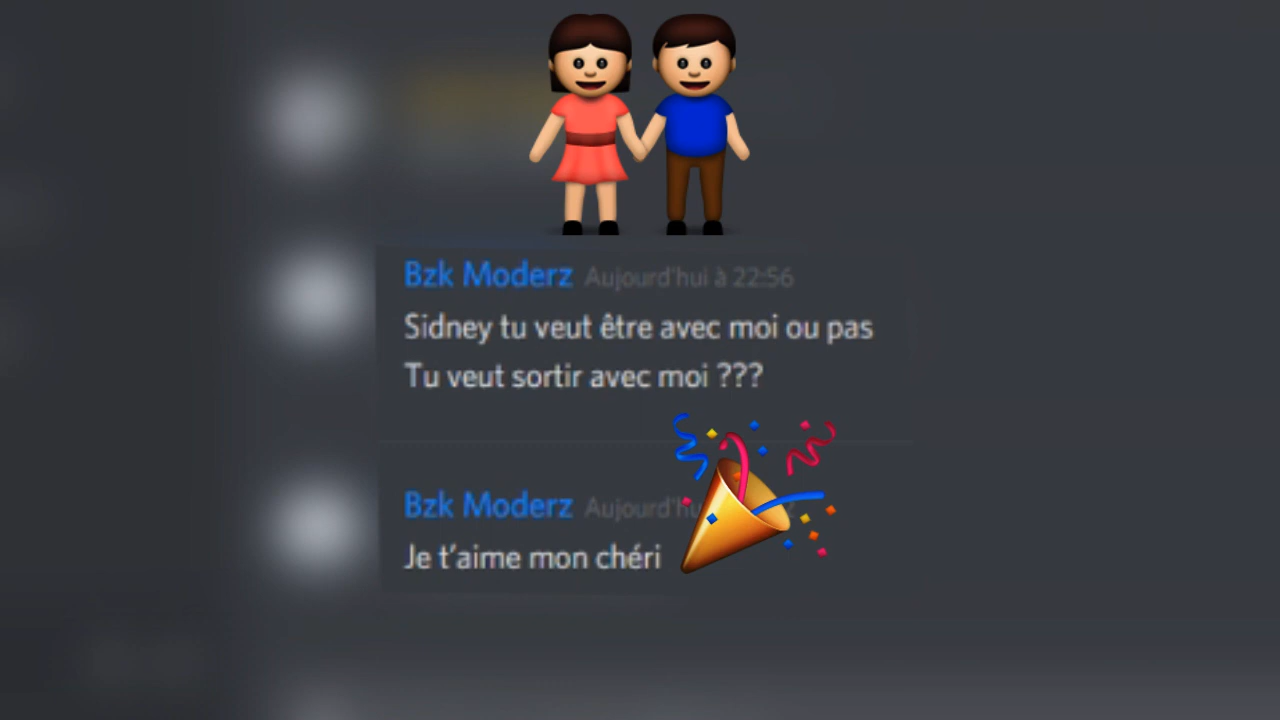 Bzk Moderz Aujourd'hui à 22:56
Sidney tu veut être avec moi ou pas
Tu veut sortir avec moi ???
Bzk Moderz
Je t'aime mon chéri